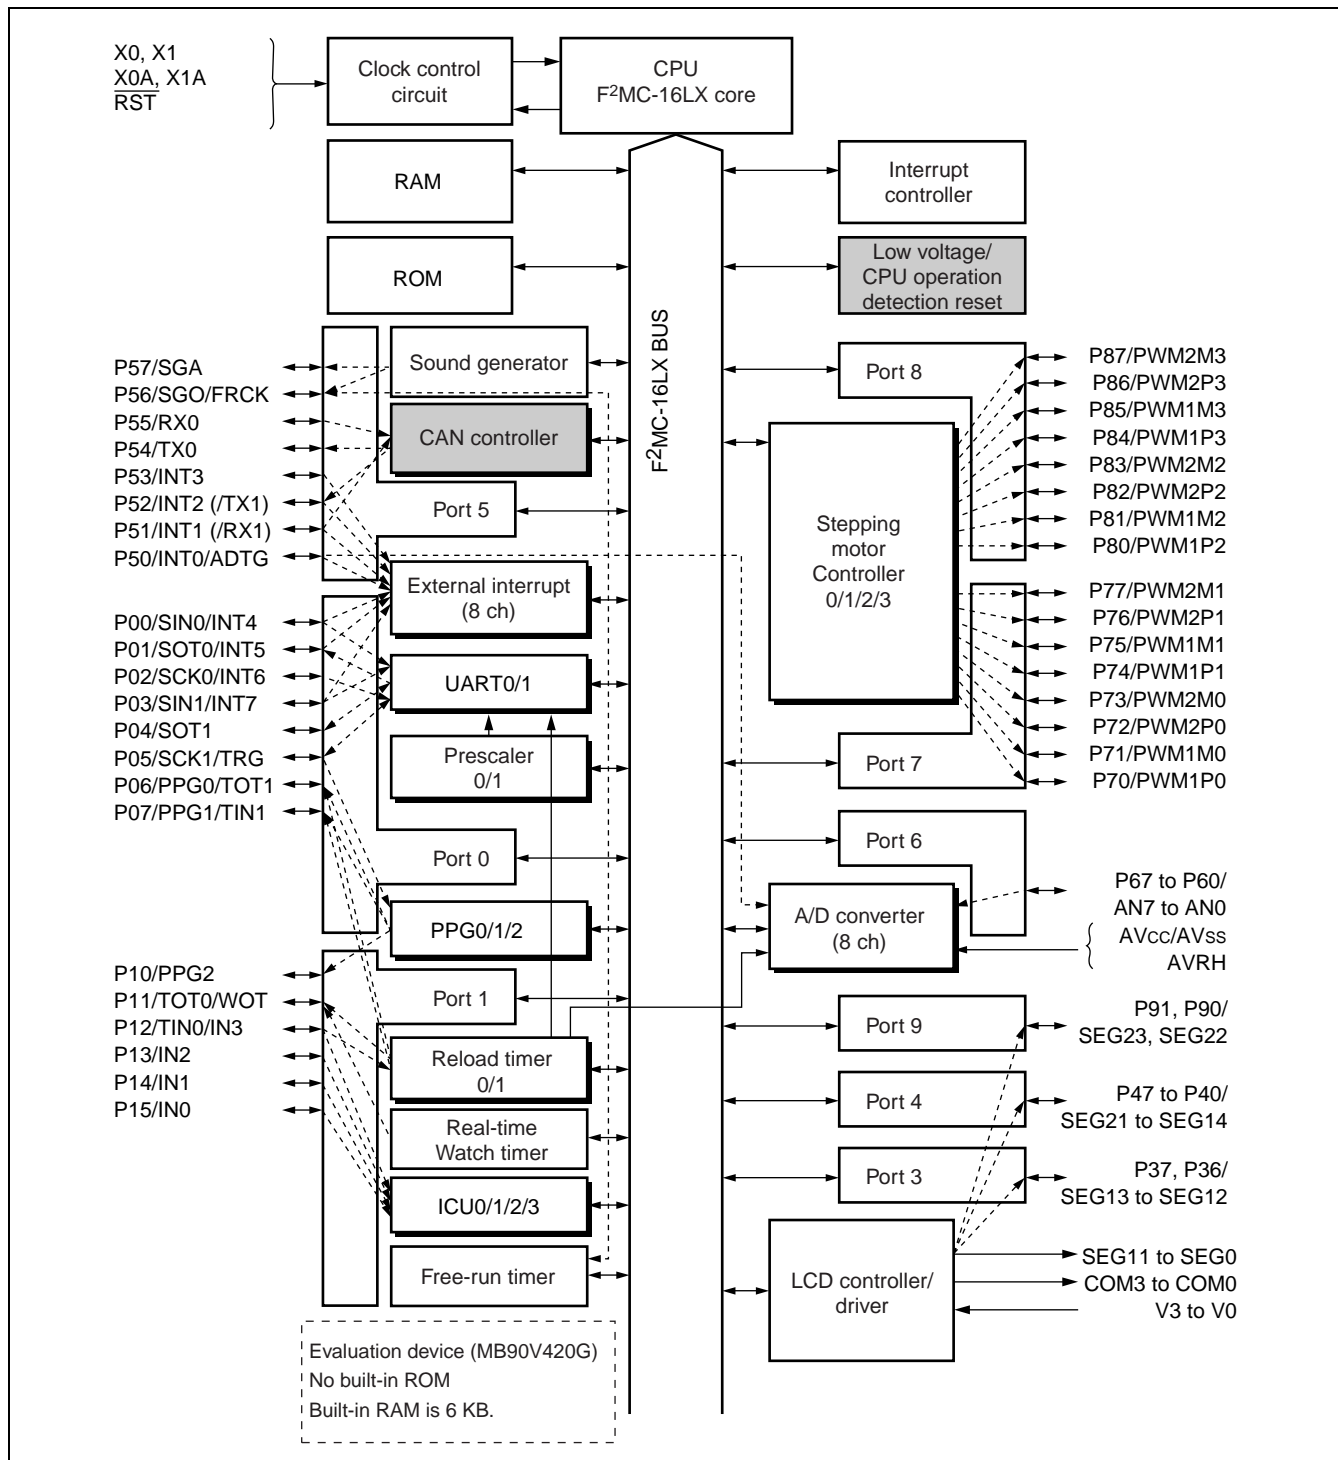 X0, X1
X0A, X1A
RST
Clock control
circuit
CPU
F²MC-16LX core
RAM
Interrupt
controller
ROM
Low voltage/
CPU operation
detection reset
F²MC-16LX BUS
P57/SGA
P56/SGO/FRCK
P55/RX0
P54/TX0
P53/INT3
P52/INT2 (/TX1)
P51/INT1 (/RX1)
P50/INT0/ADTG
Sound generator
CAN controller
Port 5
External interrupt
(8 ch)
P00/SIN0/INT4
P01/SOT0/INT5
P02/SCK0/INT6
P03/SIN1/INT7
P04/SOT1
P05/SCK1/TRG
P06/PPG0/TOT1
P07/PPG1/TIN1
UART0/1
Prescaler
0/1
Port 0
PPG0/1/2
P10/PPG2
P11/TOT0/WOT
P12/TIN0/IN3
P13/IN2
P14/IN1
P15/IN0
Port 1
Reload timer
0/1
Real-time
Watch timer
ICU0/1/2/3
Free-run timer
Evaluation device (MB90V420G)
No built-in ROM
Built-in RAM is 6 KB.
Port 8
P87/PWM2M3
P86/PWM2P3
P85/PWM1M3
P84/PWM1P3
P83/PWM2M2
P82/PWM2P2
P81/PWM1M2
P80/PWM1P2
Stepping
motor
Controller
0/1/2/3
P77/PWM2M1
P76/PWM2P1
P75/PWM1M1
P74/PWM1P1
P73/PWM2M0
P72/PWM2P0
P71/PWM1M0
P70/PWM1P0
Port 7
Port 6
A/D converter
(8 ch)
P67 to P60/
AN7 to AN0
AVCC/AVSS
AVRH
Port 9
P91, P90/
SEG23, SEG22
Port 4
P47 to P40/
SEG21 to SEG14
Port 3
P37, P36/
SEG13 to SEG12
LCD controller/
driver
SEG11 to SEG0
COM3 to COM0
V3 to V0